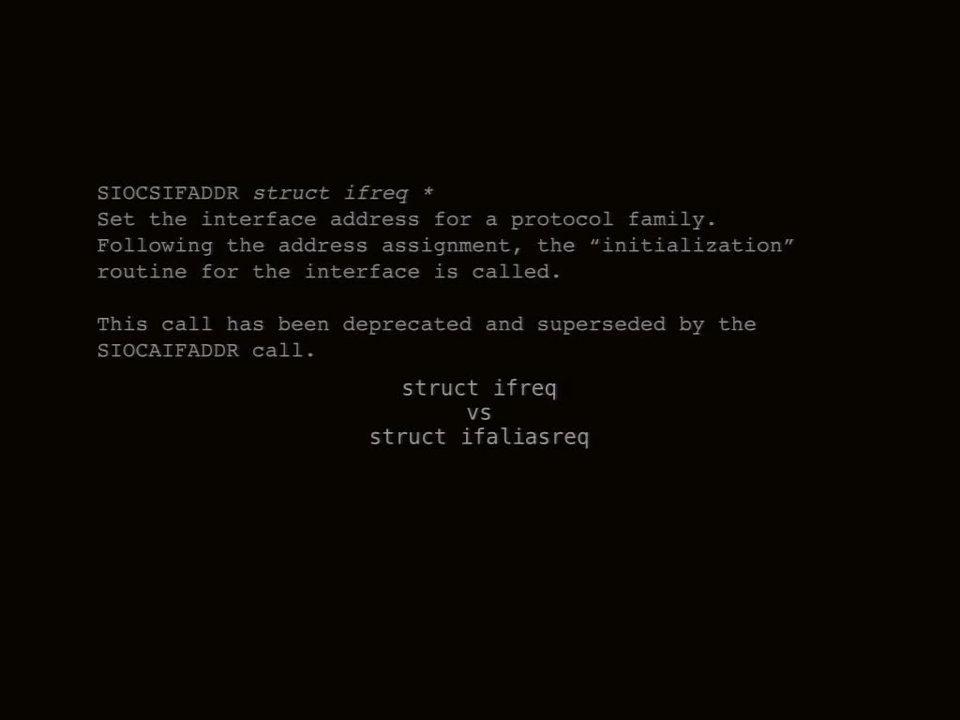 SIOCSIFADDR struct ifreq *
Set the interface address for a protocol family.
Following the address assignment, the “initialization”
routine for the interface is called.
This call has been deprecated and superseded by the
SIOCAIFADDR call.
struct ifreq
vs
struct ifaliasreq